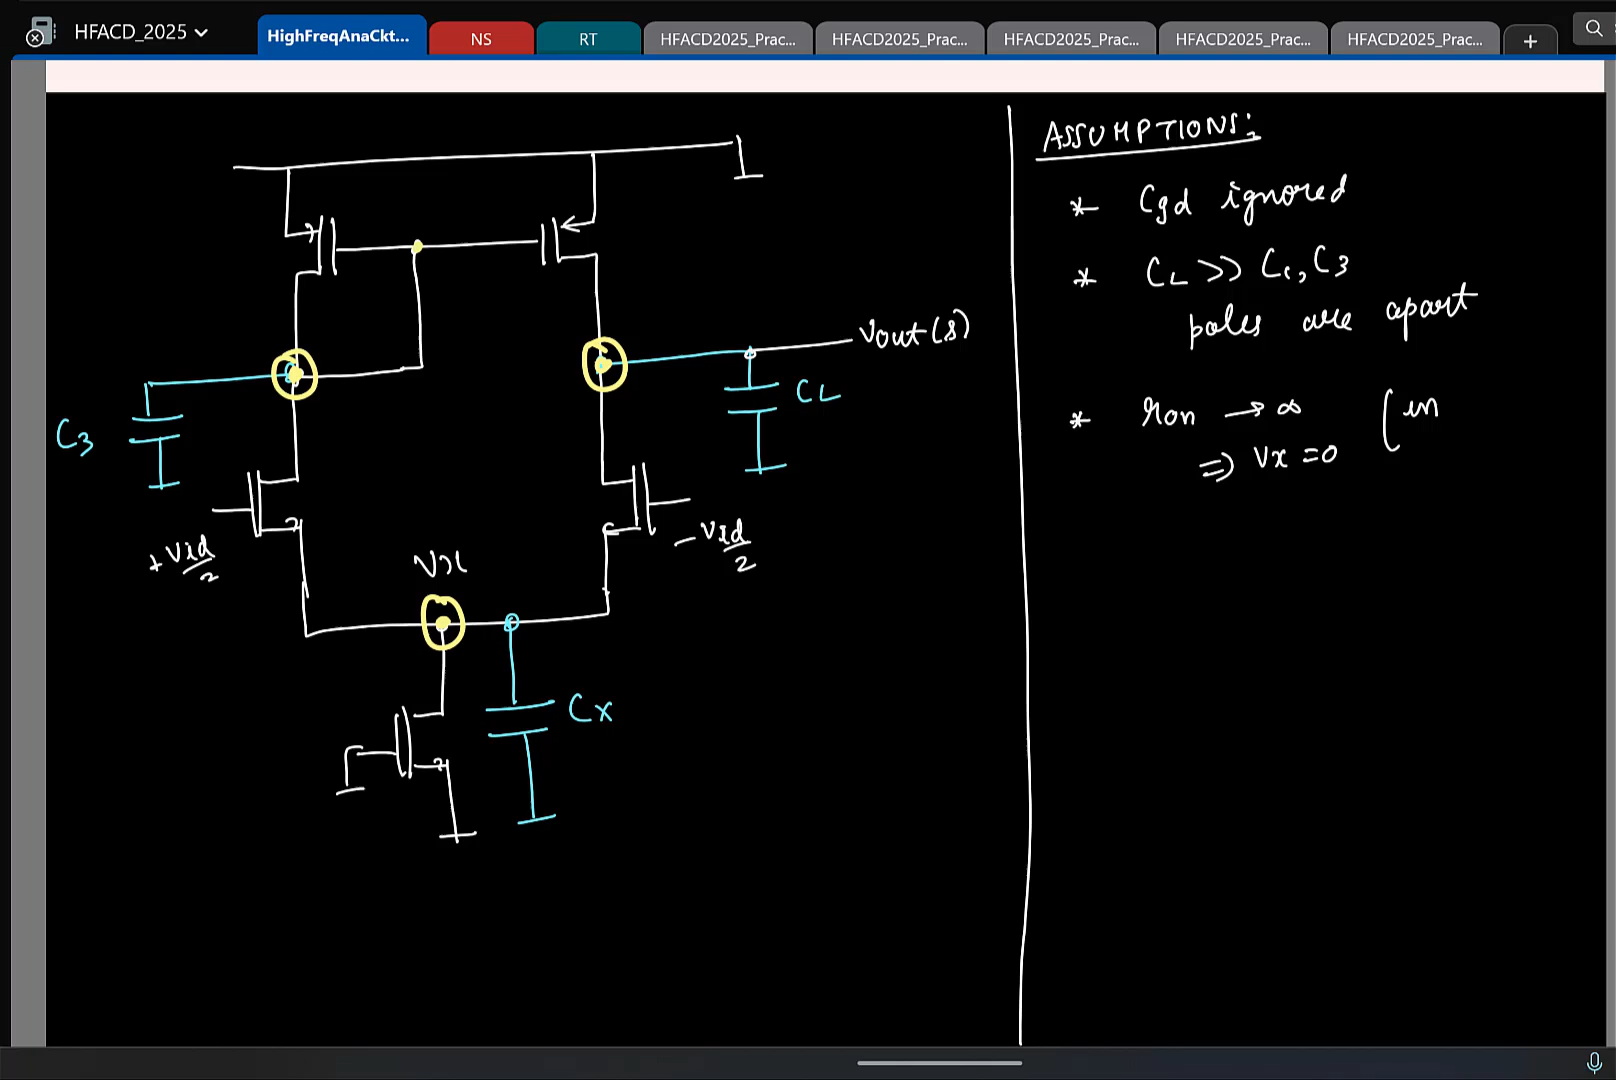 HFACD_2025
HighFreqAnaCkt...
NS
RT
HFACD2025_Prac...
HFACD2025_Prac...
HFACD2025_Prac...
HFACD2025_Prac...
HFACD2025_Prac...
+
ASSUMPTIONS:
* Cgd ignored
* CL >> C1, C3
poles are apart
* ron → ∞ (in
⇒ Vx = 0
Vout(s)
CL
C3
+Vid/2
-Vid/2
Vx
Cx